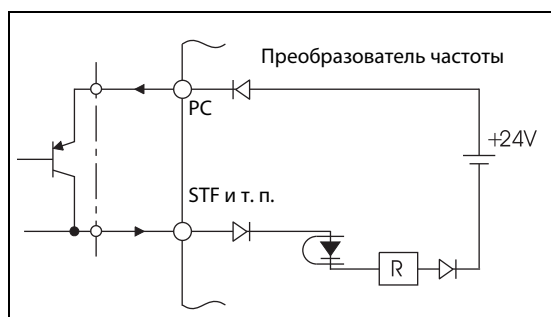 Преобразователь частоты
PC
+24V
STF и т. п.
R